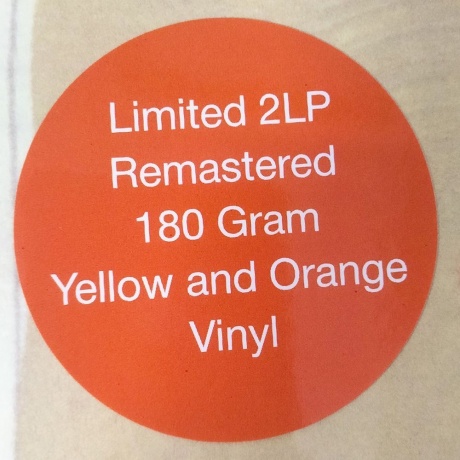 Limited 2LP
Remastered
180 Gram
Yellow and Orange
Vinyl